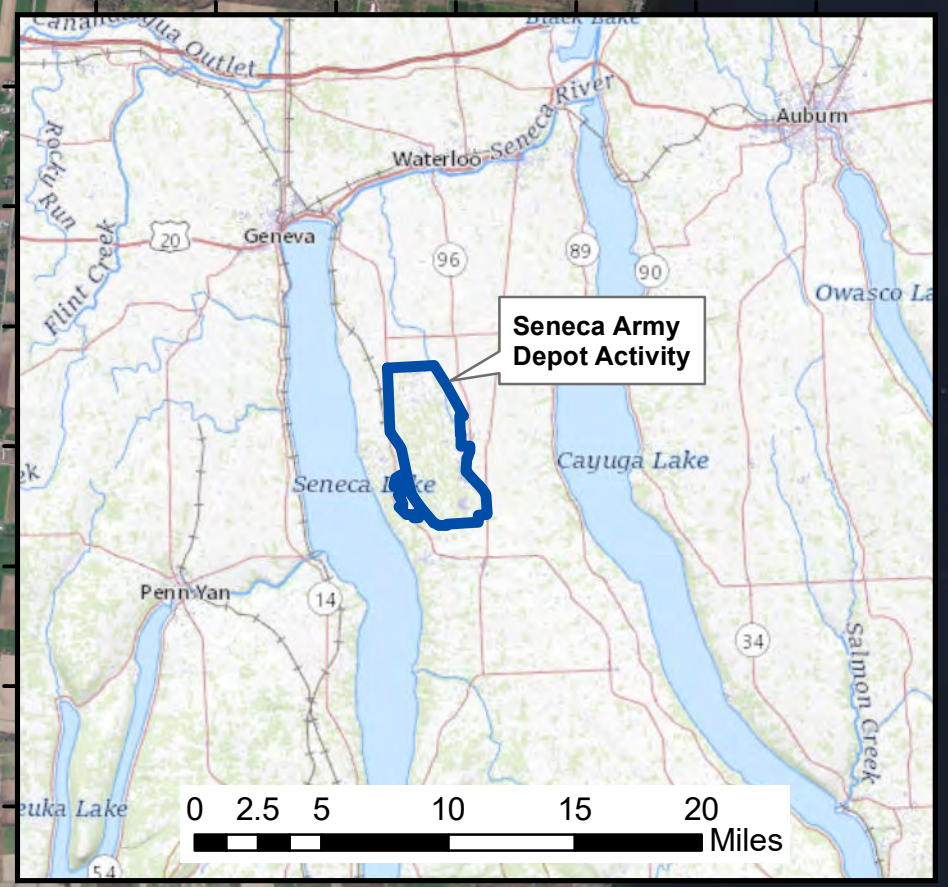 Canandaigua Outlet
Black Lake
Rocky Run
Seneca River
Auburn
Waterloo
Flint Creek
20
Geneva
96
89
90
Owasco La
Seneca Army
Depot Activity
ek
Seneca Lake
Cayuga Lake
Penn Yan
14
34
Salmon Creek
euka Lake
54
0 2.5 5 10 15 20
Miles